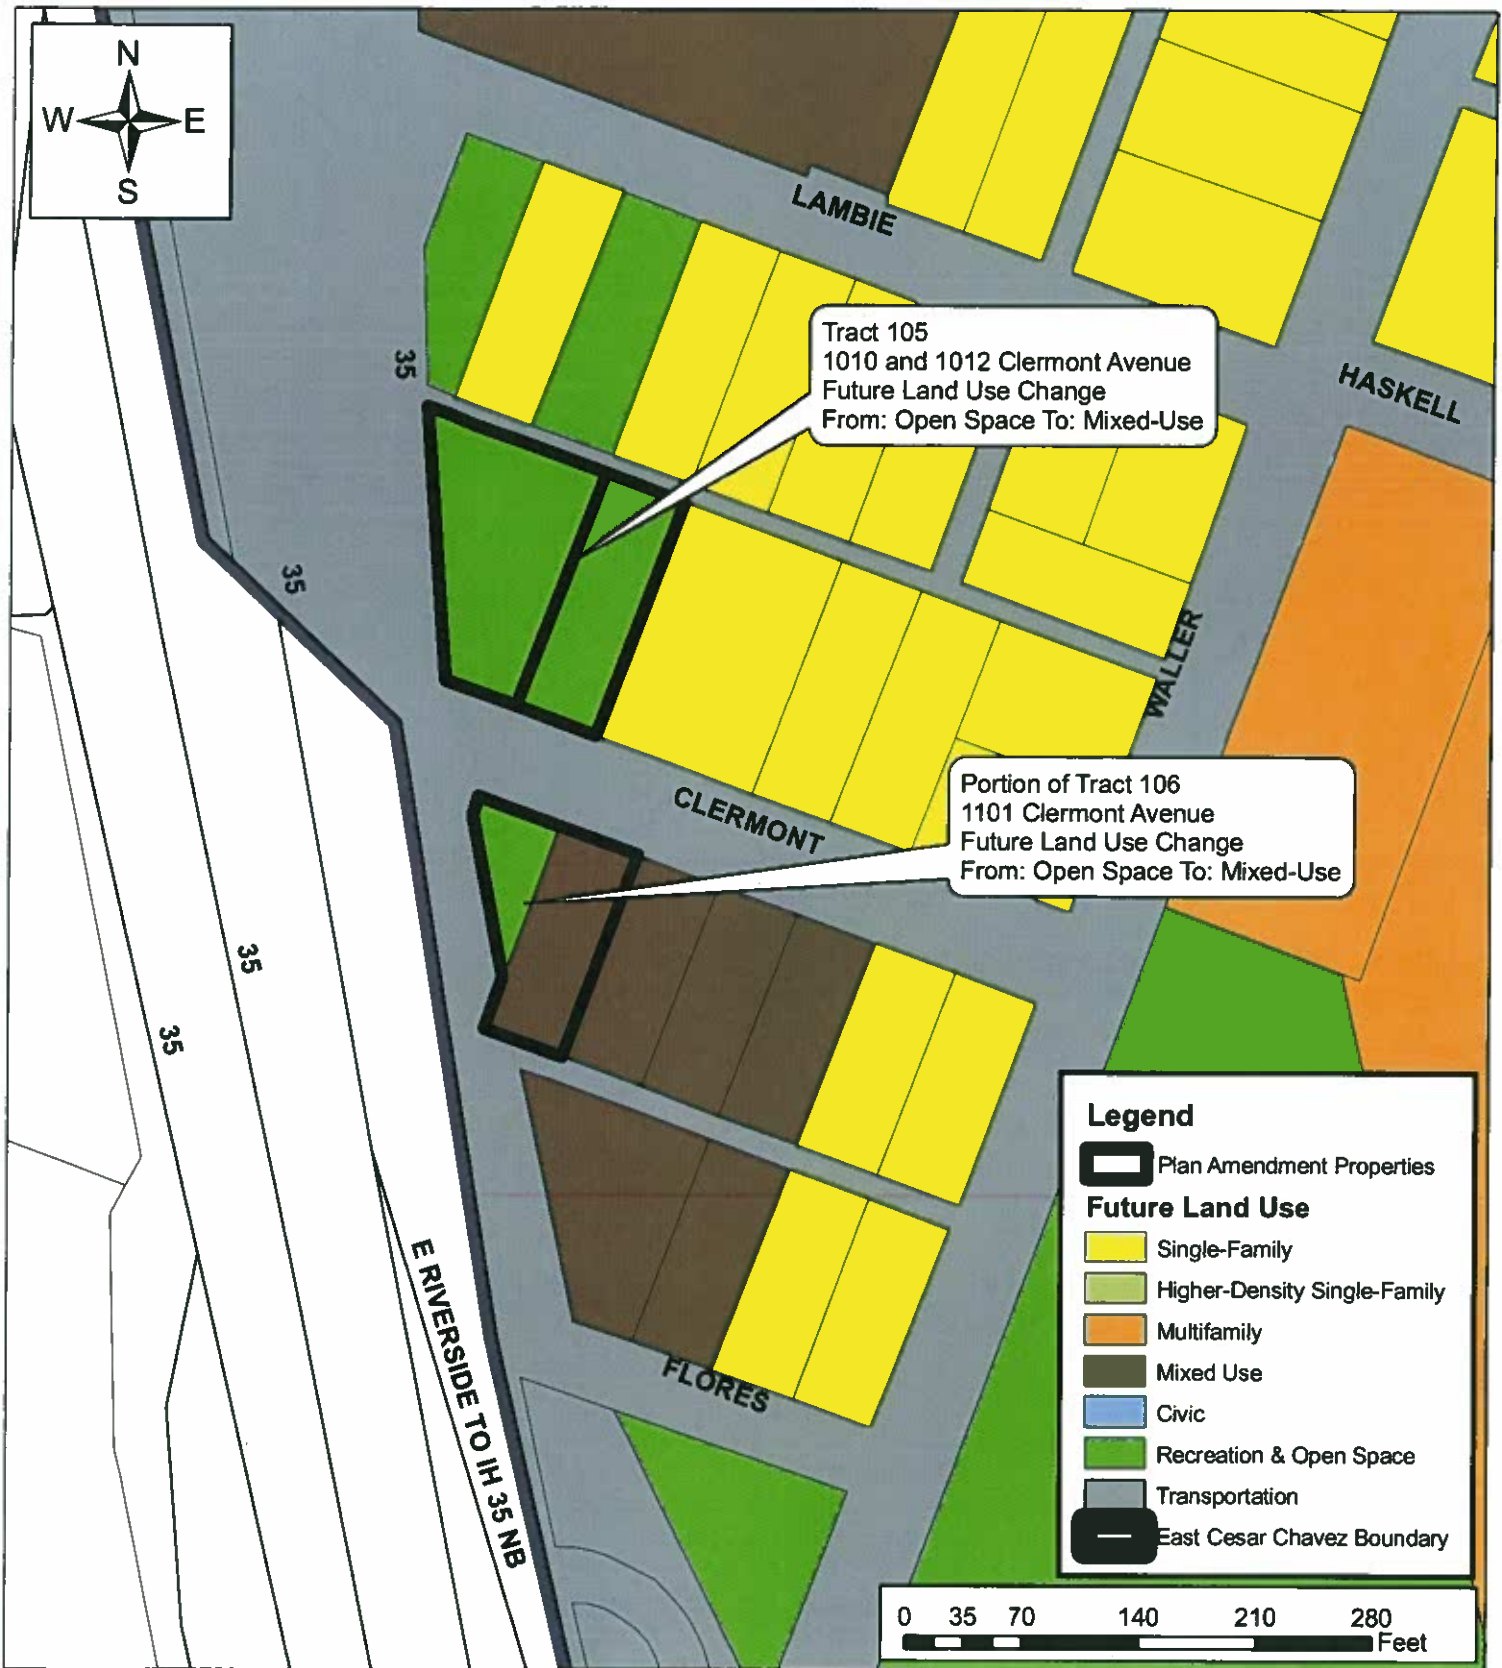 N
W E
S
LAMBIE
HASKELL
35
Tract 105
1010 and 1012 Clermont Avenue
Future Land Use Change
From: Open Space To: Mixed-Use
35
WALLER
CLERMONT
Portion of Tract 106
1101 Clermont Avenue
Future Land Use Change
From: Open Space To: Mixed-Use
35
35
E RIVERSIDE TO IH 35 NB
FLORES
Legend
Plan Amendment Properties
Future Land Use
Single-Family
Higher-Density Single-Family
Multifamily
Mixed Use
Civic
Recreation & Open Space
Transportation
East Cesar Chavez Boundary
0 35 70 140 210 280
Feet